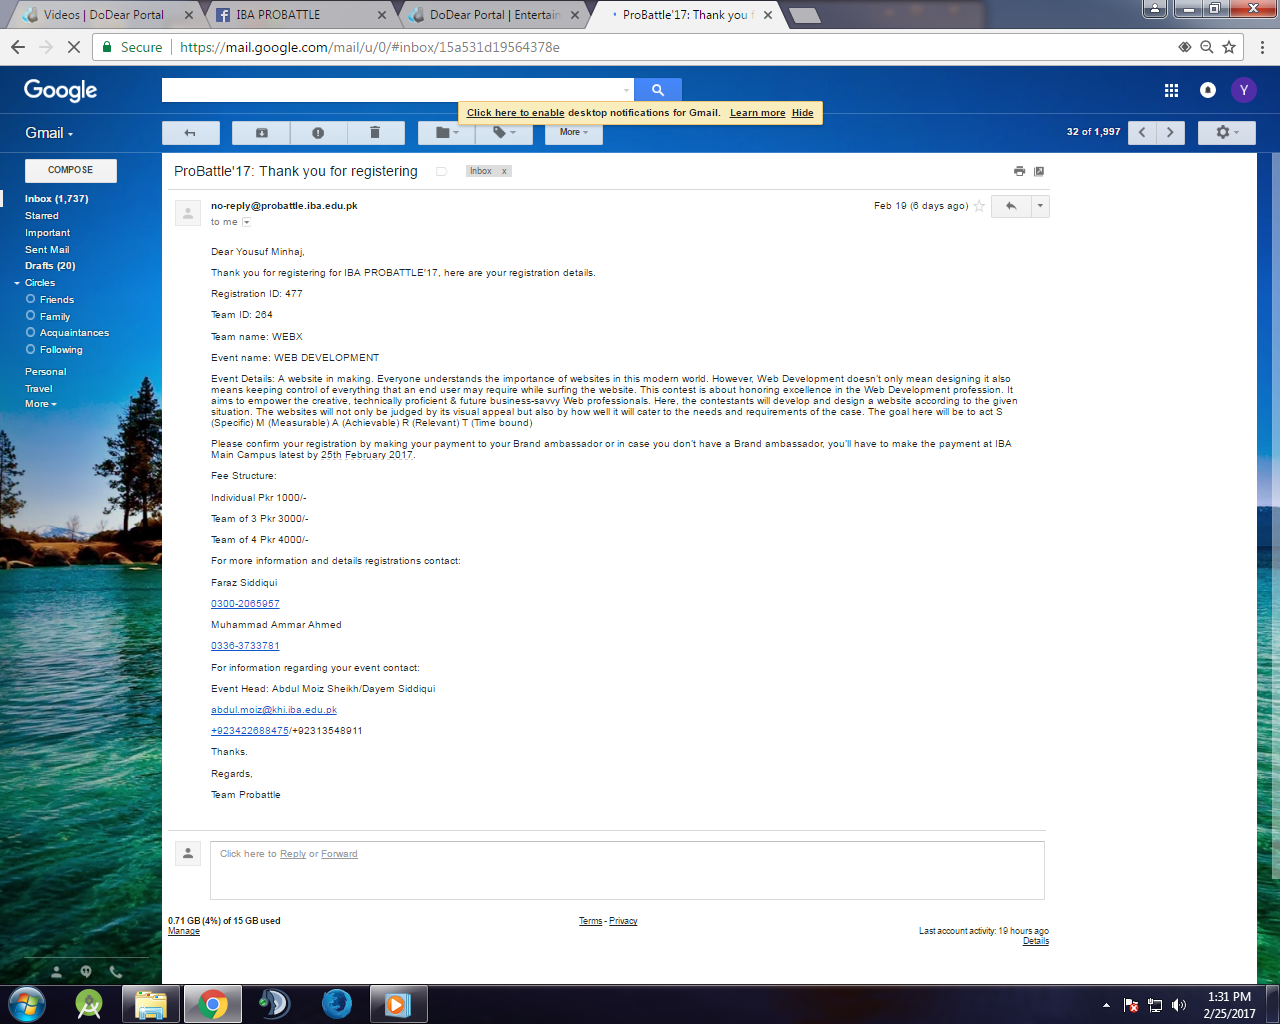 Videos | DoDear Portal
IBA PROBATTLE
DoDear Portal | Entertain
ProBattle'17: Thank you f
Secure
https://mail.google.com/mail/u/0/#inbox/15a531d19564378e
Google
Y
Click here to enable desktop notifications for Gmail. Learn more Hide
Gmail
More
32 of 1,997
COMPOSE
Inbox (1,737)
Starred
Important
Sent Mail
Drafts (20)
Circles
Friends
Family
Acquaintances
Following
Personal
Travel
More
ProBattle'17: Thank you for registering
Inbox x
no-reply@probattle.iba.edu.pk
Feb 19 (6 days ago)
to me
Dear Yousuf Minhaj,
Thank you for registering for IBA PROBATTLE'17, here are your registration details.
Registration ID: 477
Team ID: 264
Team name: WEBX
Event name: WEB DEVELOPMENT
Event Details: A website in making. Everyone understands the importance of websites in this modern world. However, Web Development doesn't only mean designing it also
means keeping control of everything that an end user may require while surfing the website. This contest is about honoring excellence in the Web Development profession. It
aims to empower the creative, technically proficient & future business-savvy Web professionals. Here, the contestants will develop and design a website according to the given
situation. The websites will not only be judged by its visual appeal but also by how well it will cater to the needs and requirements of the case. The goal here will be to act S
(Specific) M (Measurable) A (Achievable) R (Relevant) T (Time bound)
Please confirm your registration by making your payment to your Brand ambassador or in case you don't have a Brand ambassador, you'll have to make the payment at IBA
Main Campus latest by 25th February 2017.
Fee Structure:
Individual Pkr 1000/-
Team of 3 Pkr 3000/-
Team of 4 Pkr 4000/-
For more information and details registrations contact:
Faraz Siddiqui
0300-2065957
Muhammad Ammar Ahmed
0336-3733781
For information regarding your event contact:
Event Head: Abdul Moiz Sheikh/Dayem Siddiqui
abdul.moiz@khi.iba.edu.pk
+923422688475/+92313548911
Thanks.
Regards,
Team Probattle
Click here to Reply or Forward
0.71 GB (4%) of 15 GB used
Manage
Terms - Privacy
Last account activity: 19 hours ago
Details
1:31 PM
2/25/2017